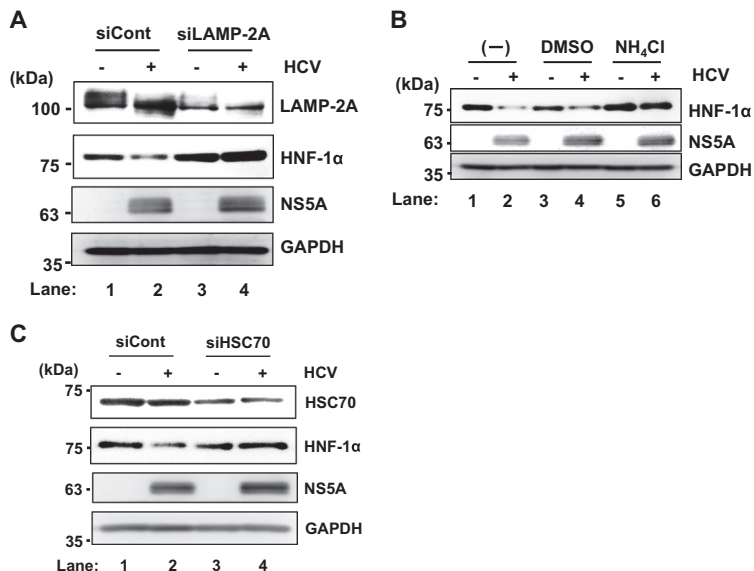 A
siCont siLAMP-2A
(kDa) - + - + HCV
100 LAMP-2A
75 HNF-1α
63 NS5A
35 GAPDH
Lane: 1 2 3 4
B
(—) DMSO NH₄Cl
(kDa) - + - + - + HCV
75 HNF-1α
63 NS5A
35 GAPDH
Lane: 1 2 3 4 5 6
C
siCont siHSC70
(kDa) - + - + HCV
75 HSC70
75 HNF-1α
63 NS5A
35 GAPDH
Lane: 1 2 3 4